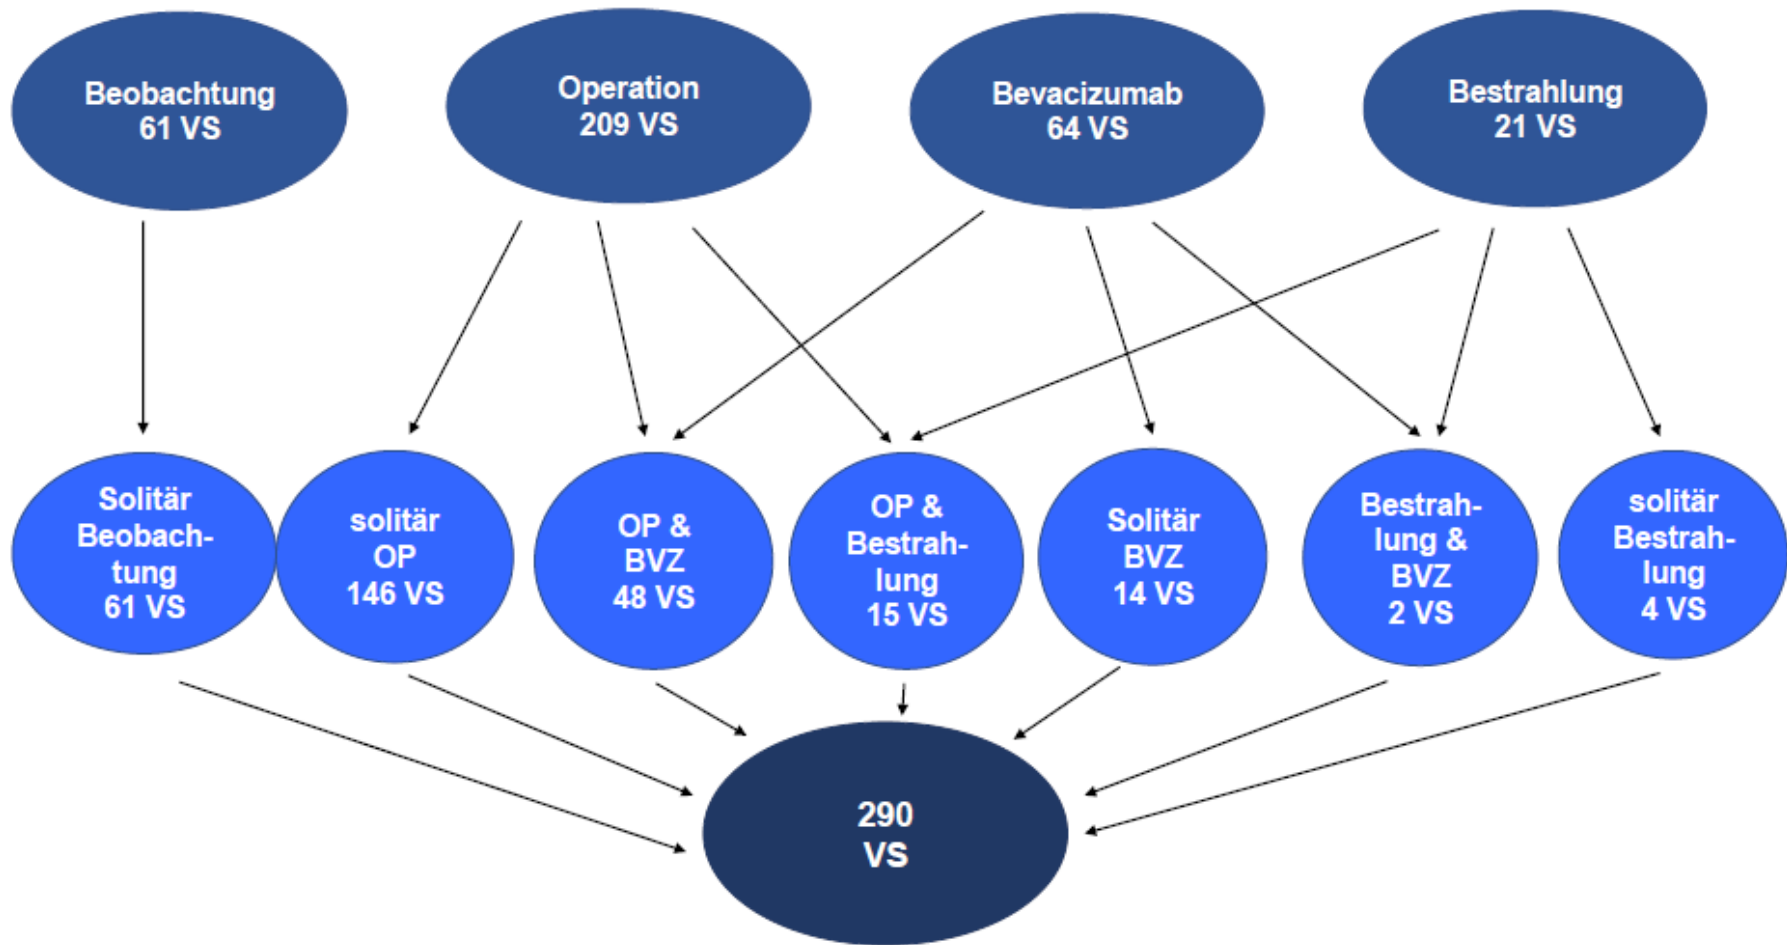 Beobachtung
61 VS
Operation
209 VS
Bevacizumab
64 VS
Bestrahlung
21 VS
Solitär
Beobach-
tung
61 VS
solitär
OP
146 VS
OP &
BVZ
48 VS
OP &
Bestrah-
lung
15 VS
Solitär
BVZ
14 VS
Bestrah-
lung &
BVZ
2 VS
solitär
Bestrah-
lung
4 VS
290
VS